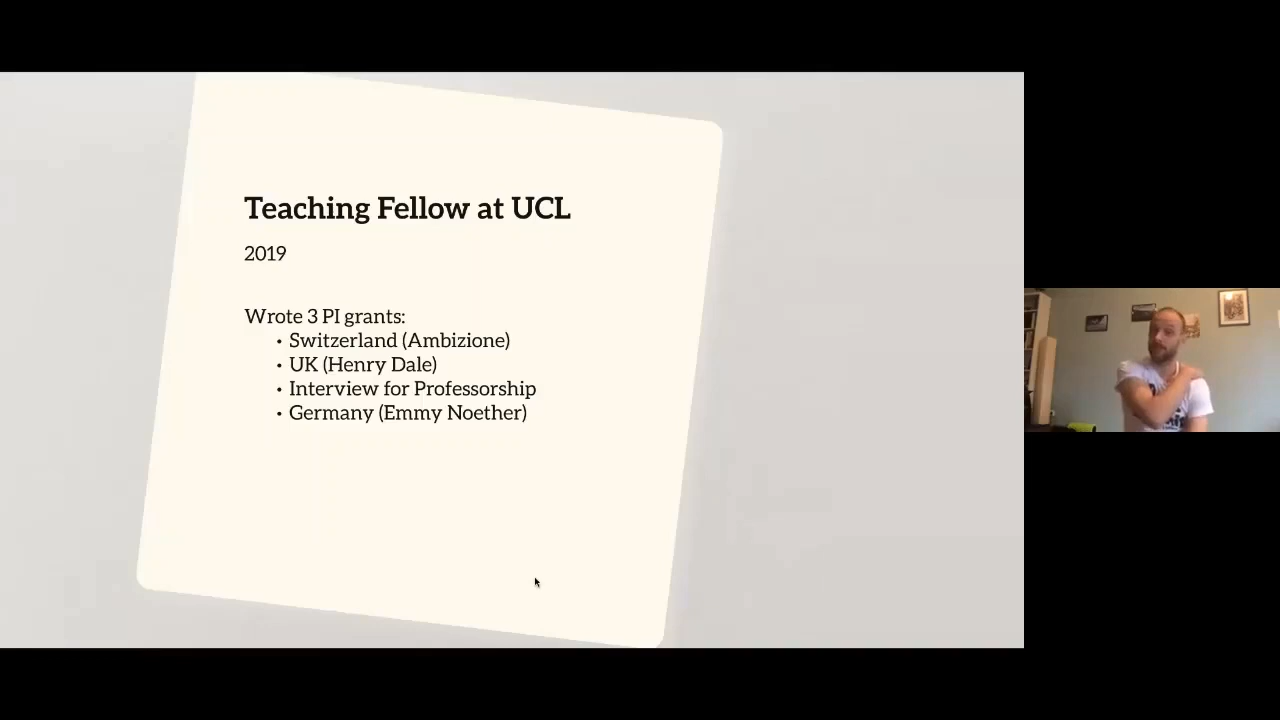 Teaching Fellow at UCL
2019
Wrote 3 PI grants:
• Switzerland (Ambizione)
• UK (Henry Dale)
• Interview for Professorship
• Germany (Emmy Noether)